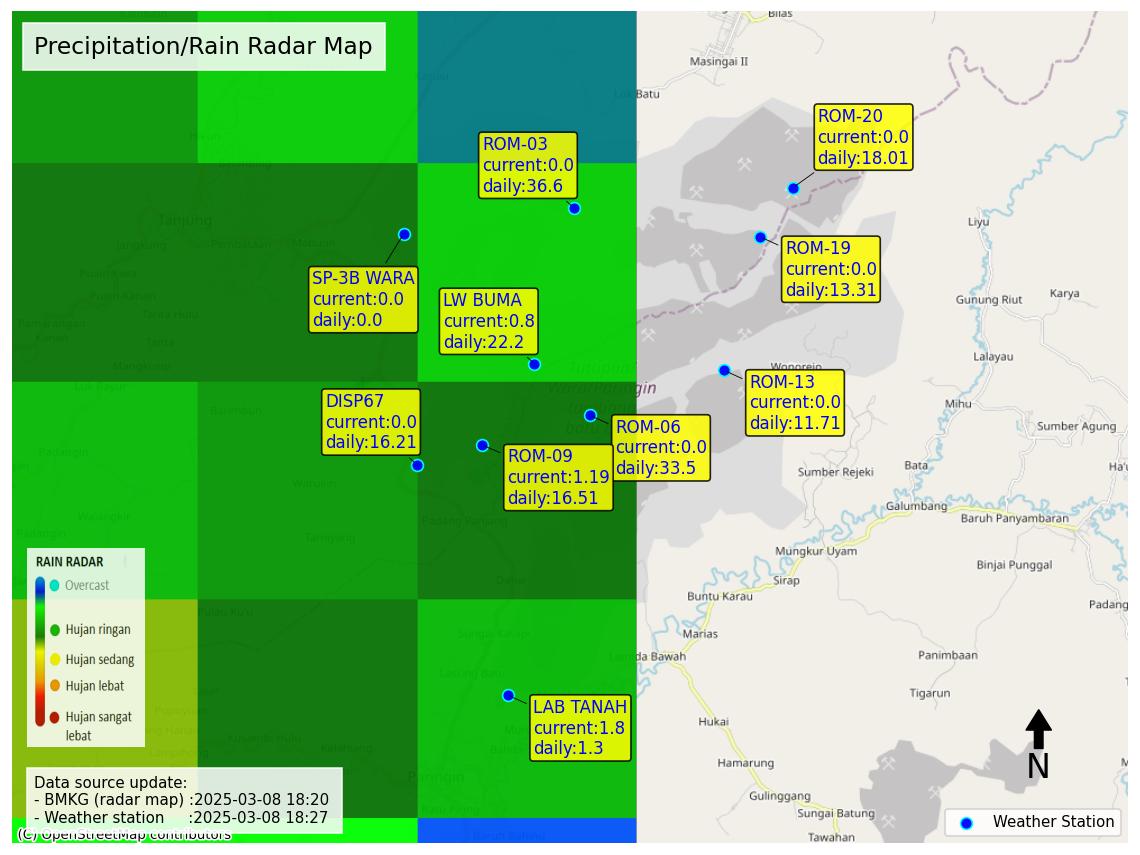 Precipitation/Rain Radar Map
Bilas
Masingai II
Lok Batu
ROM-20
current:0.0
daily:18.01
ROM-03
current:0.0
daily:36.6
Tanjung
Liyu
SP-3B WARA
current:0.0
daily:0.0
ROM-19
current:0.0
daily:13.31
LW BUMA
current:0.8
daily:22.2
Gunung Riut
Karya
Lalayau
Wonorejo
ROM-13
current:0.0
daily:11.71
DISP67
current:0.0
daily:16.21
ROM-06
current:0.0
daily:33.5
ROM-09
current:1.19
daily:16.51
Mihu
Sumber Agung
Bata
Sumber Rejeki
Galumbang
Baruh Panyambaran
Padang Panjang
Mungkur Uyam
Binjai Punggal
Sirap
Buntu Karau
Padang
Marias
Panimbaan
Lamida Bawah
Tigarun
RAIN RADAR
Overcast
Hujan ringan
Hujan sedang
Hujan lebat
Hujan sangat
lebat
LAB TANAH
current:1.8
daily:1.3
Hukai
Hamarung
Paringin
Gulinggang
Sungai Batung
Tawahan
N
Data source update:
- BMKG (radar map) :2025-03-08 18:20
- Weather station :2025-03-08 18:27
(C) OpenStreetMap contributors
Weather Station